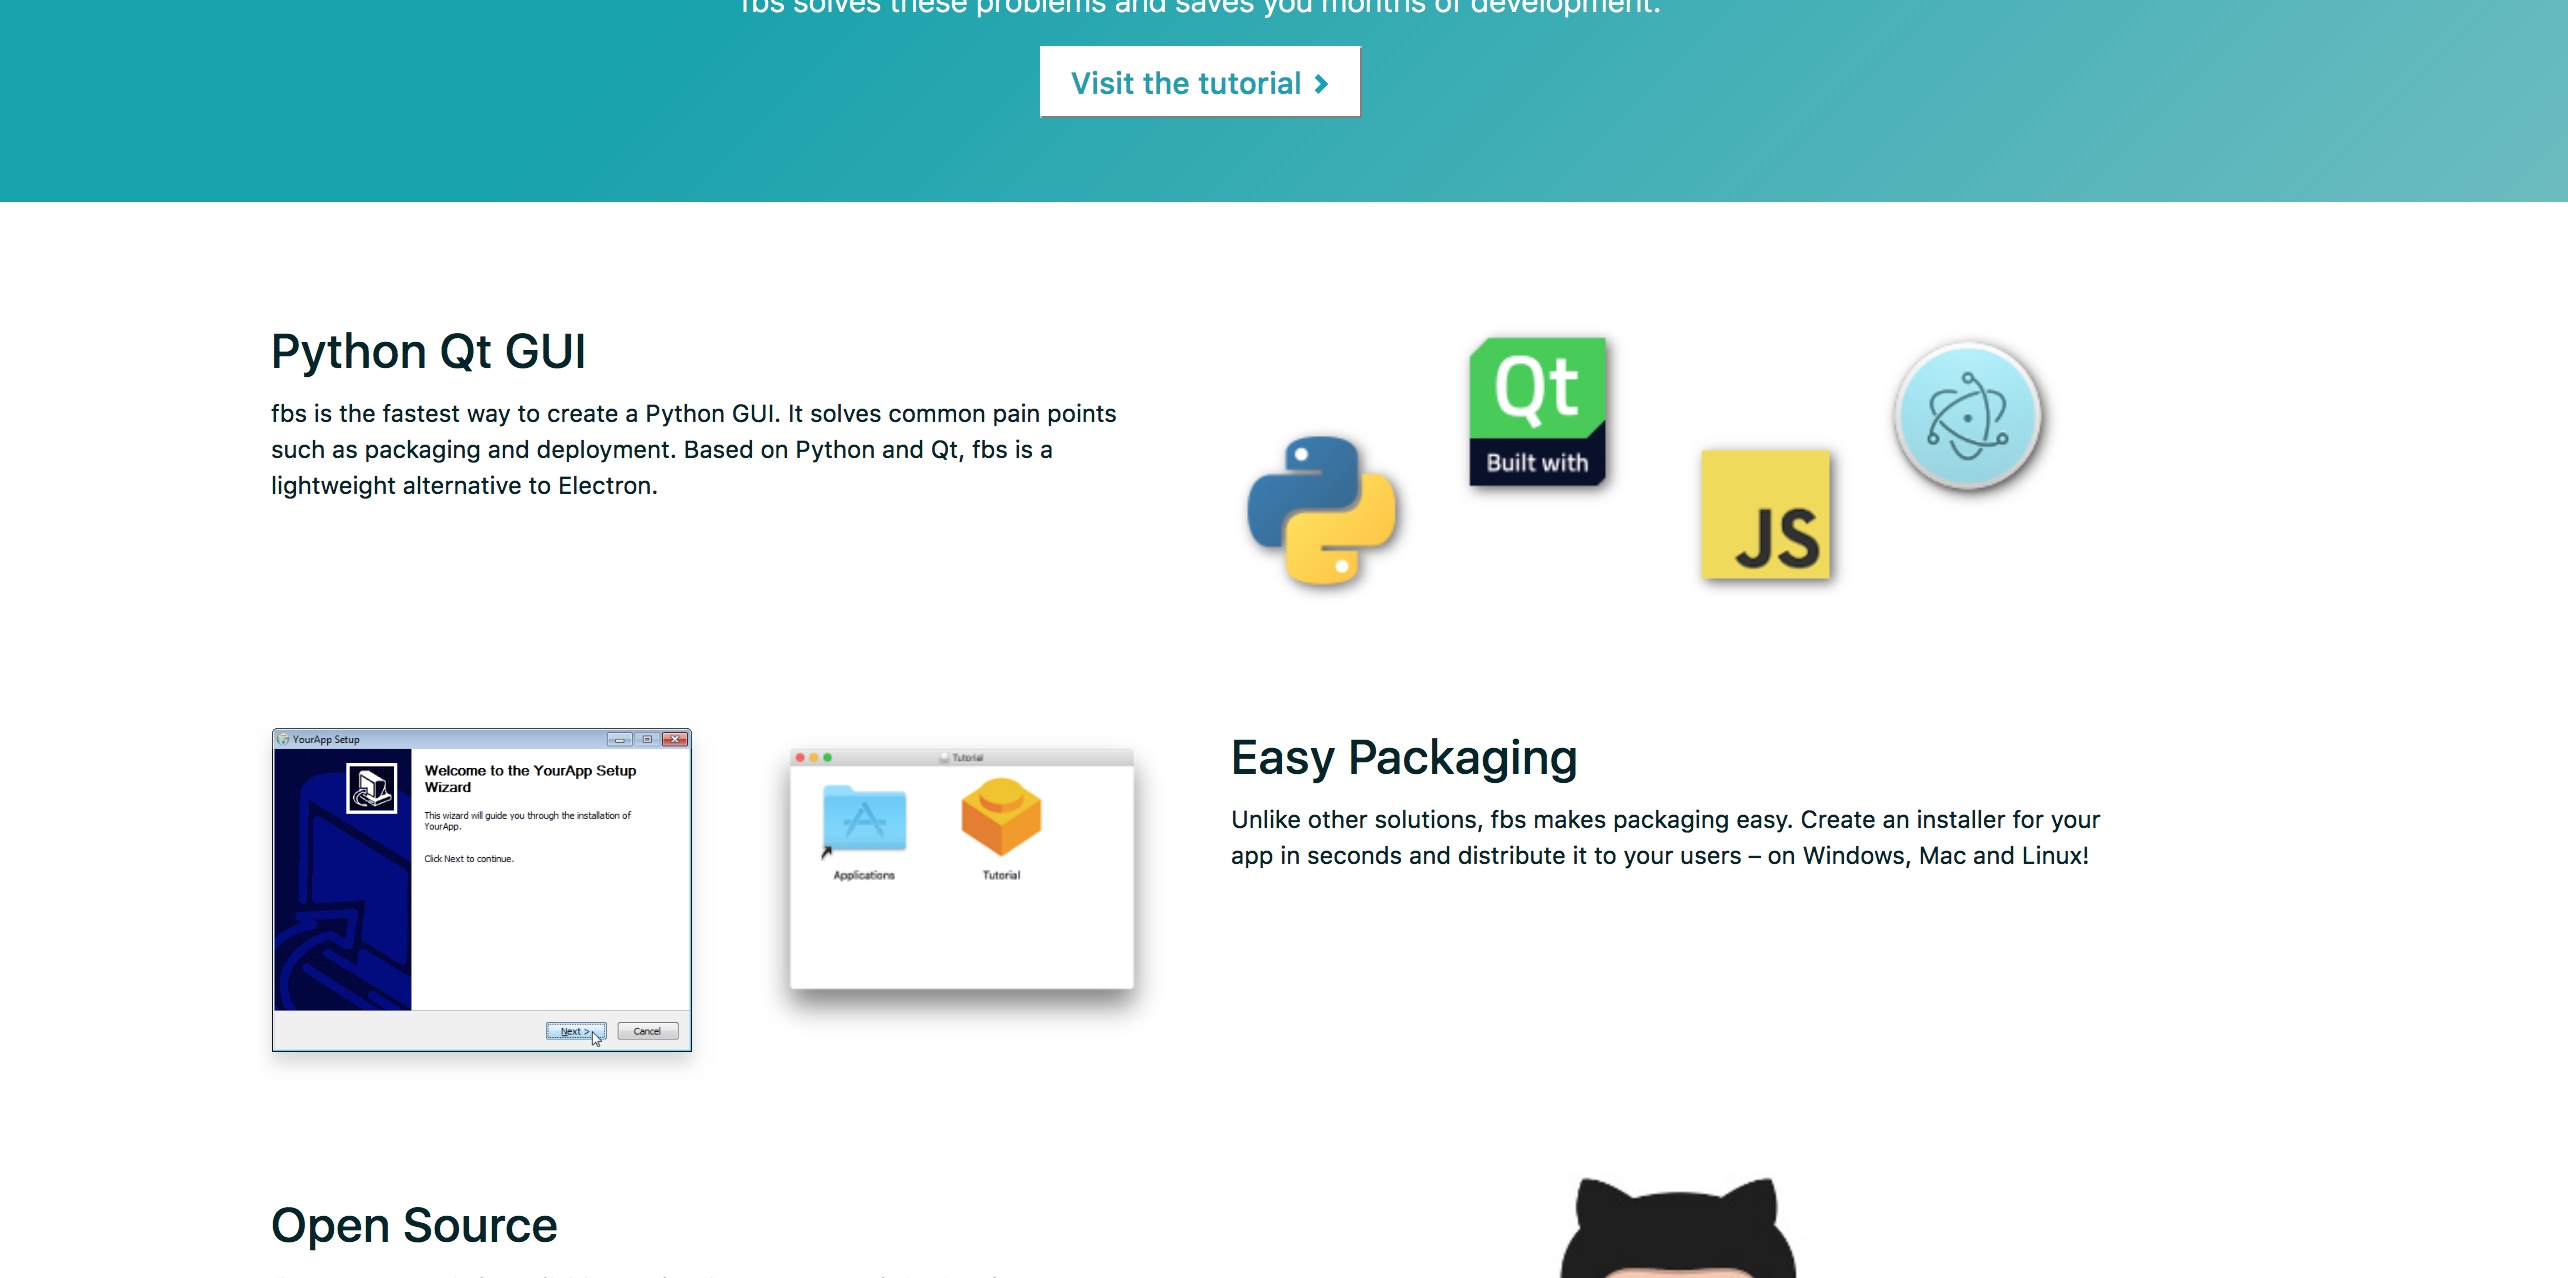 fbs solves these problems and saves you months of development.
Visit the tutorial
Python Qt GUI
fbs is the fastest way to create a Python GUI. It solves common pain points
such as packaging and deployment. Based on Python and Qt, fbs is a
lightweight alternative to Electron.
Qt
Built with
JS
YourApp Setup
Welcome to the YourApp Setup
Wizard
This wizard will guide you through the installation of
YourApp.
Click Next to continue.
Next >
Cancel
Tutorial
Applications
Tutorial
Easy Packaging
Unlike other solutions, fbs makes packaging easy. Create an installer for your
app in seconds and distribute it to your users – on Windows, Mac and Linux!
Open Source